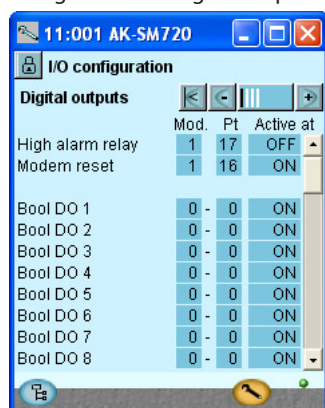 11:001 AK-SM720
I/O configuration
Digital outputs
Mod. Pt Active at
High alarm relay 1 17 OFF
Modem reset 1 16 ON
Bool DO 1 0 - 0 ON
Bool DO 2 0 - 0 ON
Bool DO 3 0 - 0 ON
Bool DO 4 0 - 0 ON
Bool DO 5 0 - 0 ON
Bool DO 6 0 - 0 ON
Bool DO 7 0 - 0 ON
Bool DO 8 0 - 0 ON